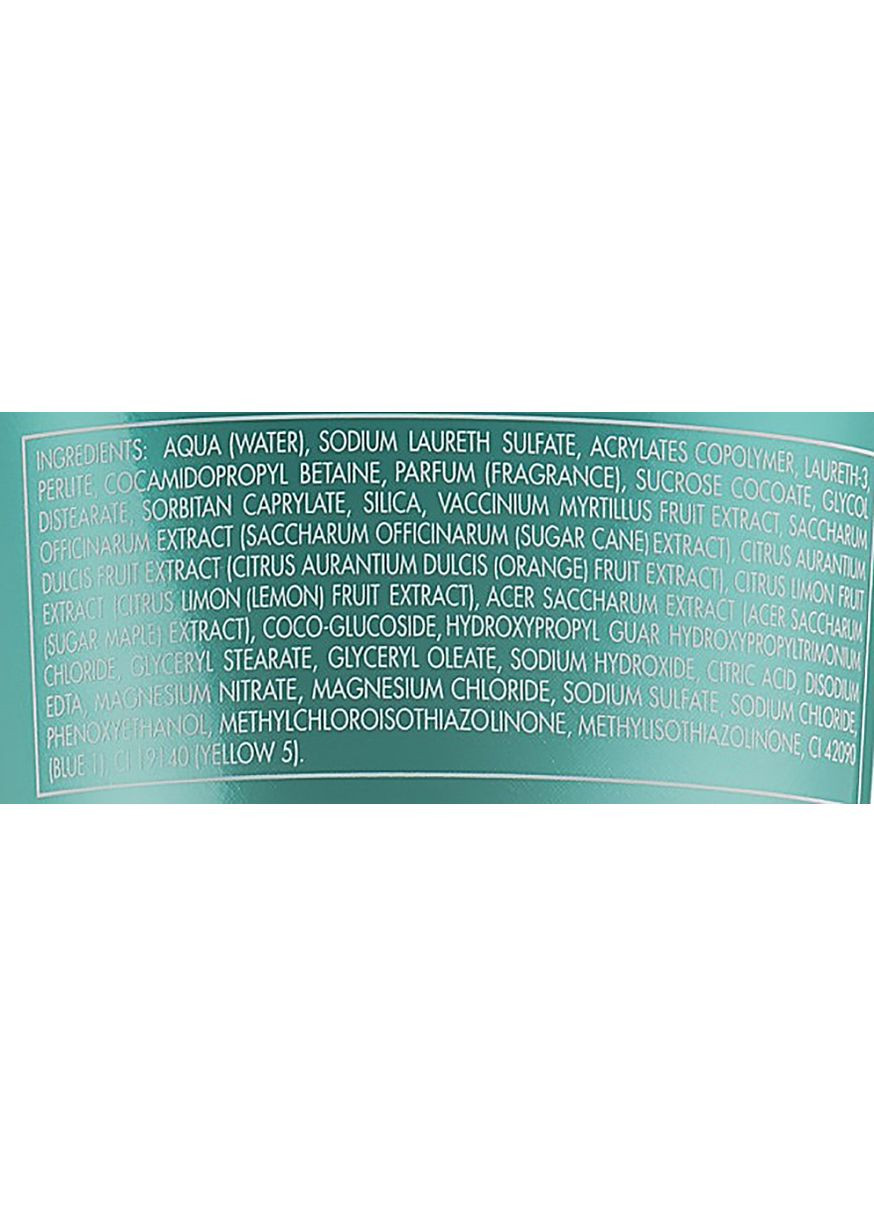 INGREDIENTS: AQUA (WATER), SODIUM LAURETH SULFATE, ACRYLATES COPOLYMER, LAURETH-3,
PERLITE, COCAMIDOPROPYL BETAINE, PARFUM (FRAGRANCE), SUCROSE COCOATE, GLYCOL
DISTEARATE, SORBITAN CAPRYLATE, SILICA, VACCINIUM MYRTILLUS FRUIT EXTRACT, SACCHARUM
OFFICINARUM EXTRACT (SACCHARUM OFFICINARUM (SUGAR CANE) EXTRACT), CITRUS AURANTIUM
DULCIS FRUIT EXTRACT (CITRUS AURANTIUM DULCIS (ORANGE) FRUIT EXTRACT), CITRUS LIMON FRUIT
EXTRACT (CITRUS LIMON (LEMON) FRUIT EXTRACT), ACER SACCHARUM EXTRACT (ACER SACCHARUM
(SUGAR MAPLE) EXTRACT), COCO-GLUCOSIDE, HYDROXYPROPYL GUAR HYDROXYPROPYLTRIMONIUM
CHLORIDE, GLYCERYL STEARATE, GLYCERYL OLEATE, SODIUM HYDROXIDE, CITRIC ACID, DISODIUM
EDTA, MAGNESIUM NITRATE, MAGNESIUM CHLORIDE, SODIUM SULFATE, SODIUM CHLORIDE,
PHENOXYETHANOL, METHYLCHLOROISOTHIAZOLINONE, METHYLISOTHIAZOLINONE, CI 42090
(BLUE 1), CI 19140 (YELLOW 5).